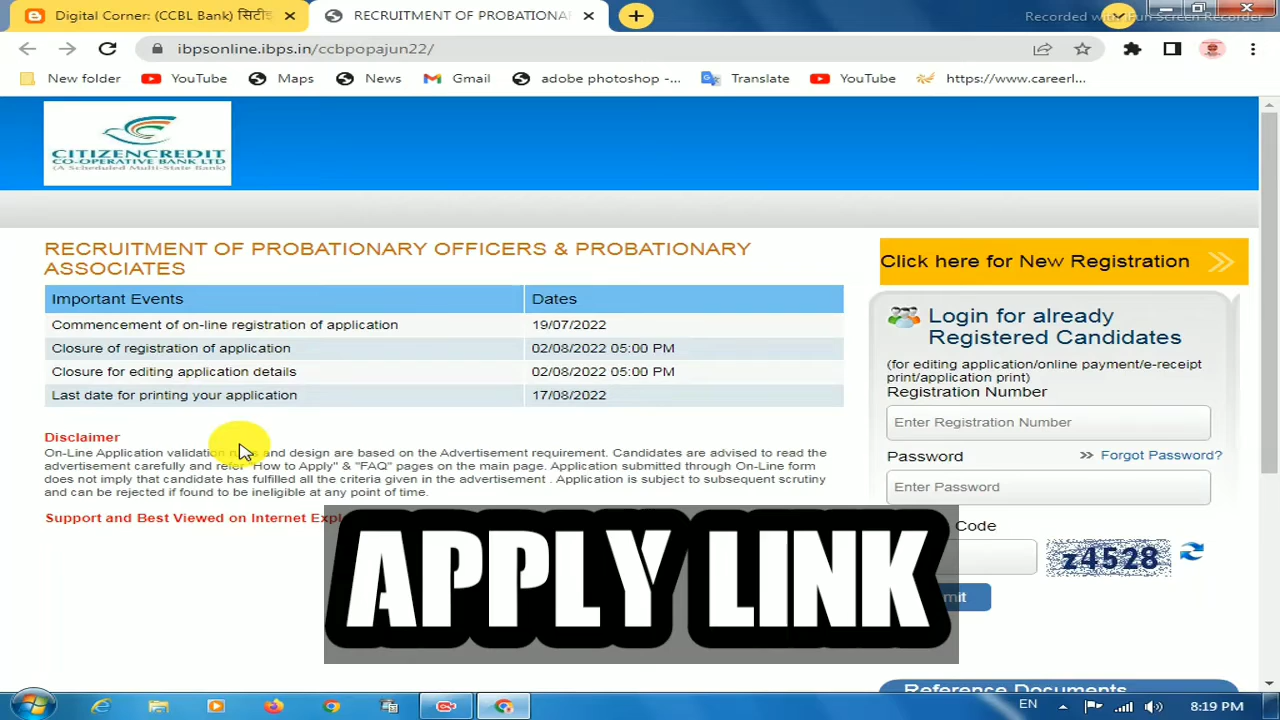 Digital Corner: (CCBL Bank) सिटीज़
RECRUITMENT OF PROBATIONA
Recorded with iFun Screen Recorder
ibpsonline.ibps.in/ccbpopajun22/
New folder
YouTube
Maps
News
Gmail
adobe photoshop -...
Translate
YouTube
https://www.careerl...
CITIZENCREDIT
CO-OPERATIVE BANK LTD
(A Scheduled Multi-State Bank)
RECRUITMENT OF PROBATIONARY OFFICERS & PROBATIONARY
ASSOCIATES
Important Events Dates
Commencement of on-line registration of application 19/07/2022
Closure of registration of application 02/08/2022 05:00 PM
Closure for editing application details 02/08/2022 05:00 PM
Last date for printing your application 17/08/2022
Disclaimer
On-Line Application validation and design are based on the Advertisement requirement. Candidates are advised to read the
advertisement carefully and refer "How to Apply" & "FAQ" pages on the main page. Application submitted through On-Line form
does not imply that candidate has fulfilled all the criteria given in the advertisement . Application is subject to subsequent scrutiny
and can be rejected if found to be ineligible at any point of time.
Support and Best Viewed on Internet Expl
Click here for New Registration
Login for already
Registered Candidates
(for editing application/online payment/e-receipt
print/application print)
Registration Number
Enter Registration Number
Password
Forgot Password?
Enter Password
Code
z4528
mit
APPLY LINK
Reference Documents
EN
8:19 PM